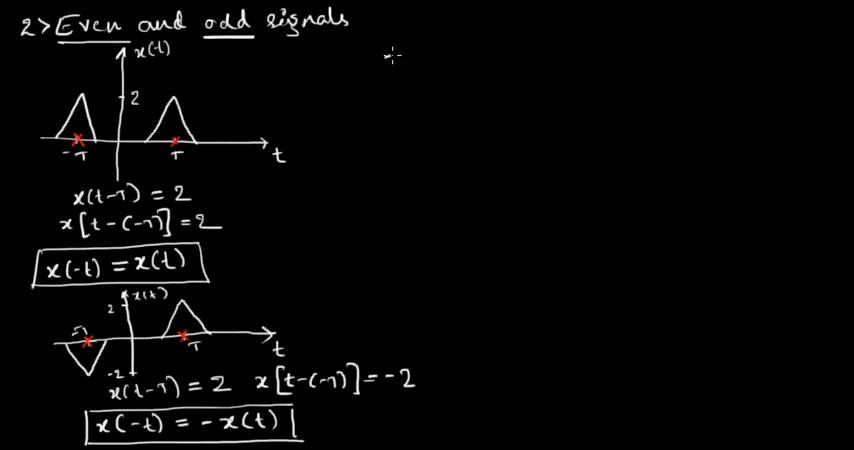 2> Even and odd signals
x(t)
2
-T T t
x(t-T) = 2
x[t-(-T)] = 2
x(-t) = x(t)
x(t)
2
-T T t
-2
x(t-T) = 2 x[t-(-T)] = -2
x(-t) = -x(t)